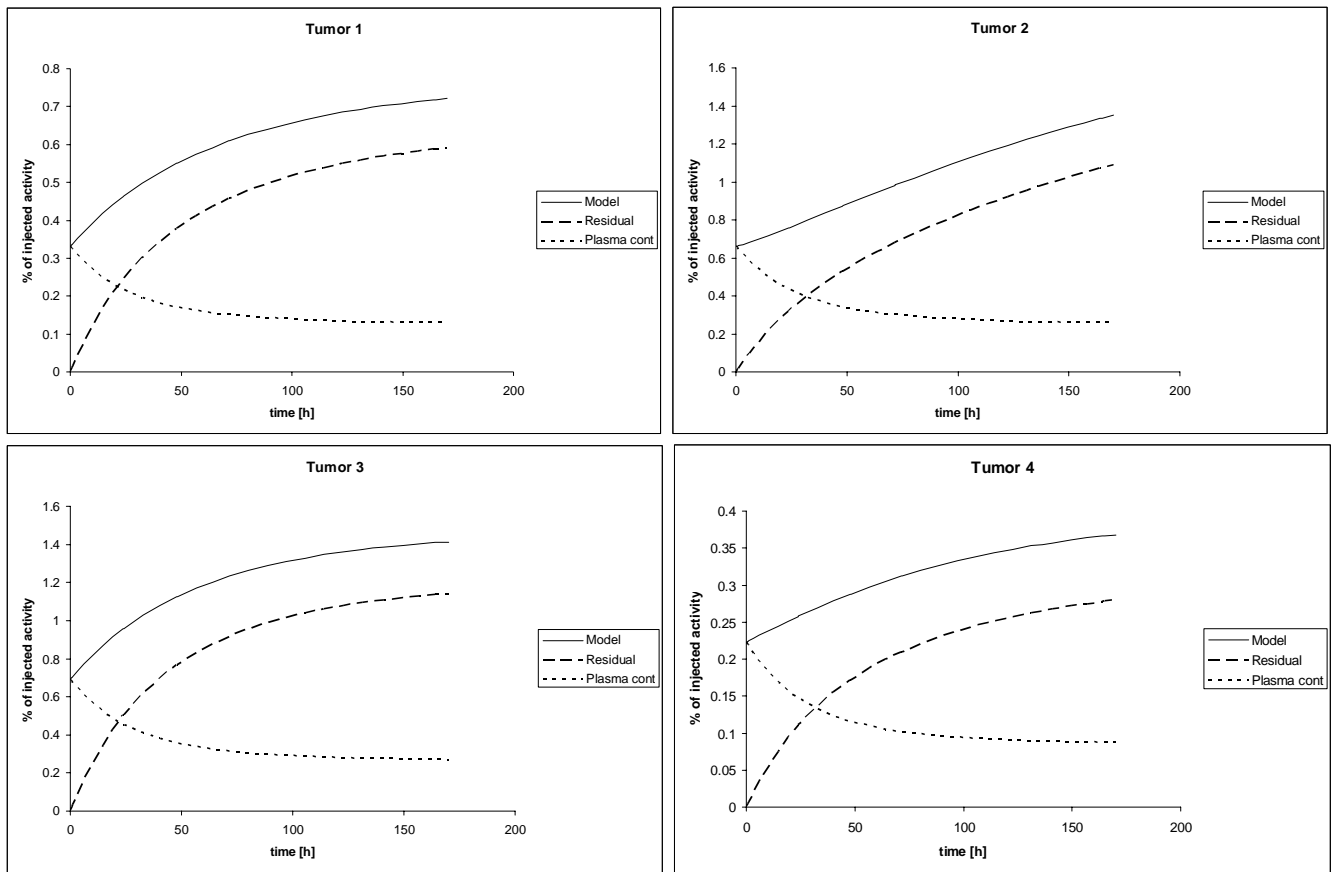 Tumor 1
% of injected activity
0.8
0.7
0.6
0.5
0.4
0.3
0.2
0.1
0
0 50 100 150 200
time [h]
Model
Residual
Plasma cont
Tumor 2
% of injected activity
1.6
1.4
1.2
1
0.8
0.6
0.4
0.2
0
0 50 100 150 200
time [h]
Model
Residual
Plasma cont
Tumor 3
% of injected activity
1.6
1.4
1.2
1
0.8
0.6
0.4
0.2
0
0 50 100 150 200
time [h]
Model
Residual
Plasma cont
Tumor 4
% of injected activity
0.4
0.35
0.3
0.25
0.2
0.15
0.1
0.05
0
0 50 100 150 200
time [h]
Model
Residual
Plasma cont